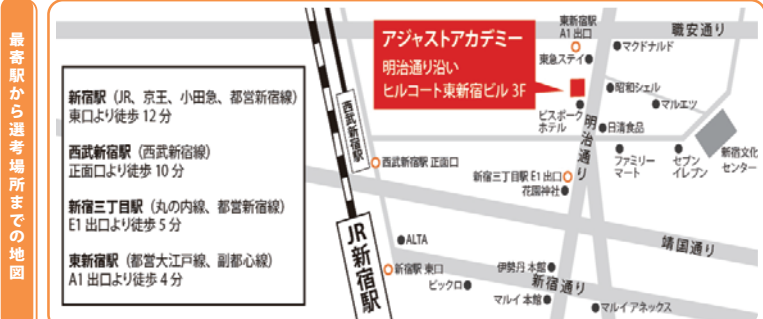 最寄駅から選考場所までの地図
新宿駅（JR、京王、小田急、都営新宿線）
東口より徒歩 12 分
西武新宿駅（西武新宿線）
正面口より徒歩 10 分
新宿三丁目駅（丸の内線、都営新宿線）
E1 出口より徒歩 5 分
東新宿駅（都営大江戸線、副都心線）
A1 出口より徒歩 4 分
アジャストアカデミー
明治通り沿い
ヒルコート東新宿ビル 3F
東新宿駅
A1 出口
職安通り
マクドナルド
東急ステイ
昭和シェル
マルエツ
ビスポーク
ホテル
明治通り
日清食品
ファミリー
マート
セブン
イレブン
新宿文化
センター
西武新宿駅
西武新宿駅 正面口
新宿三丁目駅 E1 出口
花園神社
靖国通り
JR新宿駅
ALTA
新宿駅 東口
ビックロ
伊勢丹 本館
新宿通り
マルイ 本館
マルイ アネックス